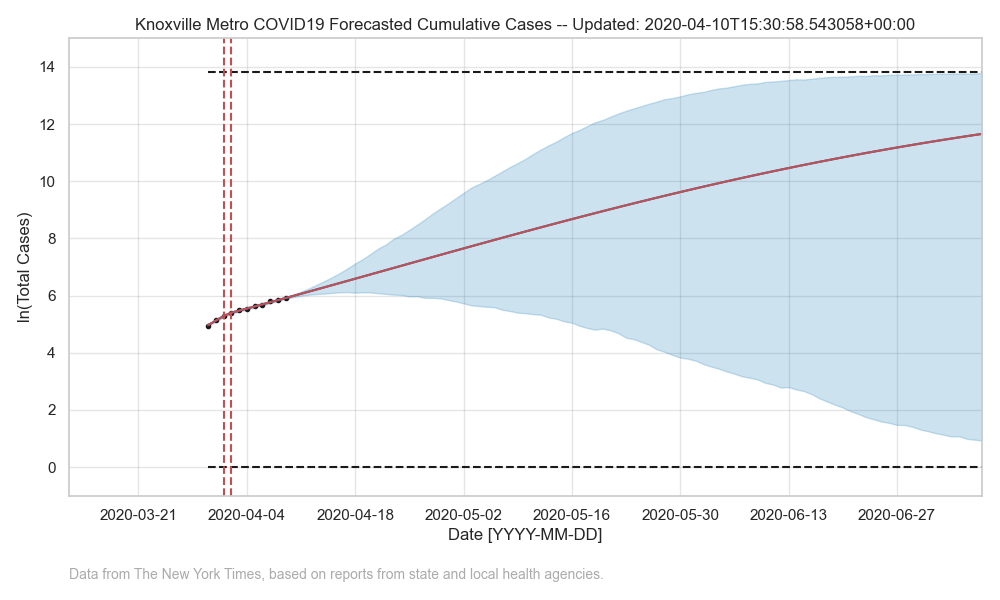 Knoxville Metro COVID19 Forecasted Cumulative Cases -- Updated: 2020-04-10T15:30:58.543058+00:00
14
12
10
8
6
4
2
0
ln(Total Cases)
2020-03-21 2020-04-04 2020-04-18 2020-05-02 2020-05-16 2020-05-30 2020-06-13 2020-06-27
Date [YYYY-MM-DD]
Data from The New York Times, based on reports from state and local health agencies.